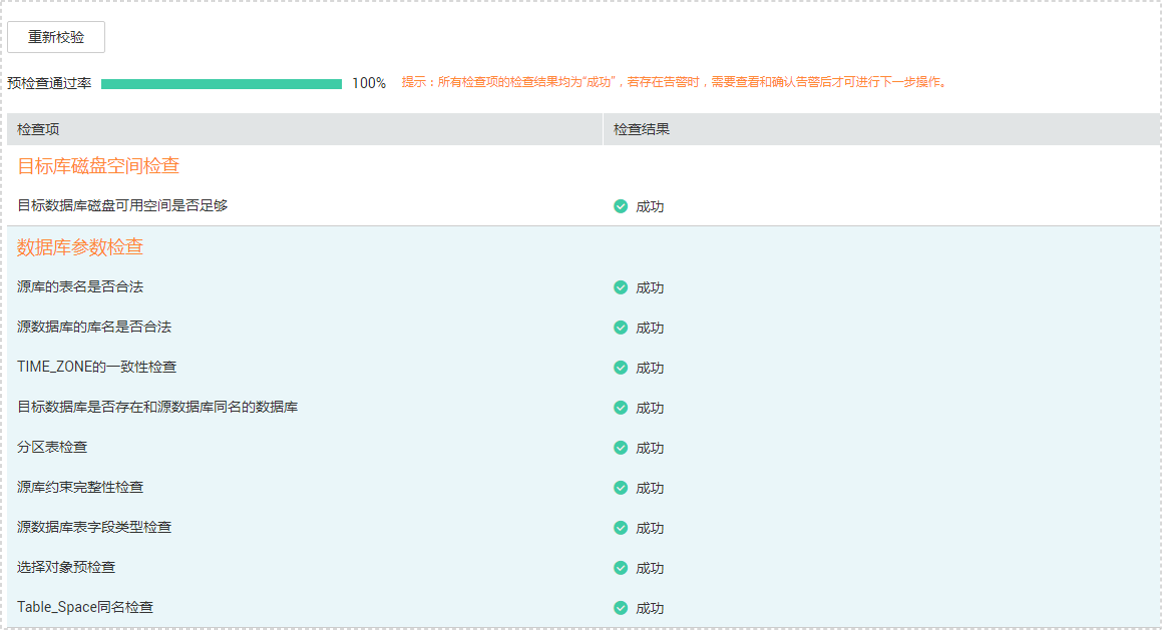 重新校验
预检查通过率 100% 提示：所有检查项的检查结果均为“成功”，若存在告警时，需要查看和确认告警后才可进行下一步操作。
检查项 检查结果
目标库磁盘空间检查
目标数据库磁盘可用空间是否足够 成功
数据库参数检查
源库的表名是否合法 成功
源数据库的库名是否合法 成功
TIME_ZONE的一致性检查 成功
目标数据库是否存在和源数据库同名的数据库 成功
分区表检查 成功
源库约束完整性检查 成功
源数据库表字段类型检查 成功
选择对象预检查 成功
Table_Space同名检查 成功